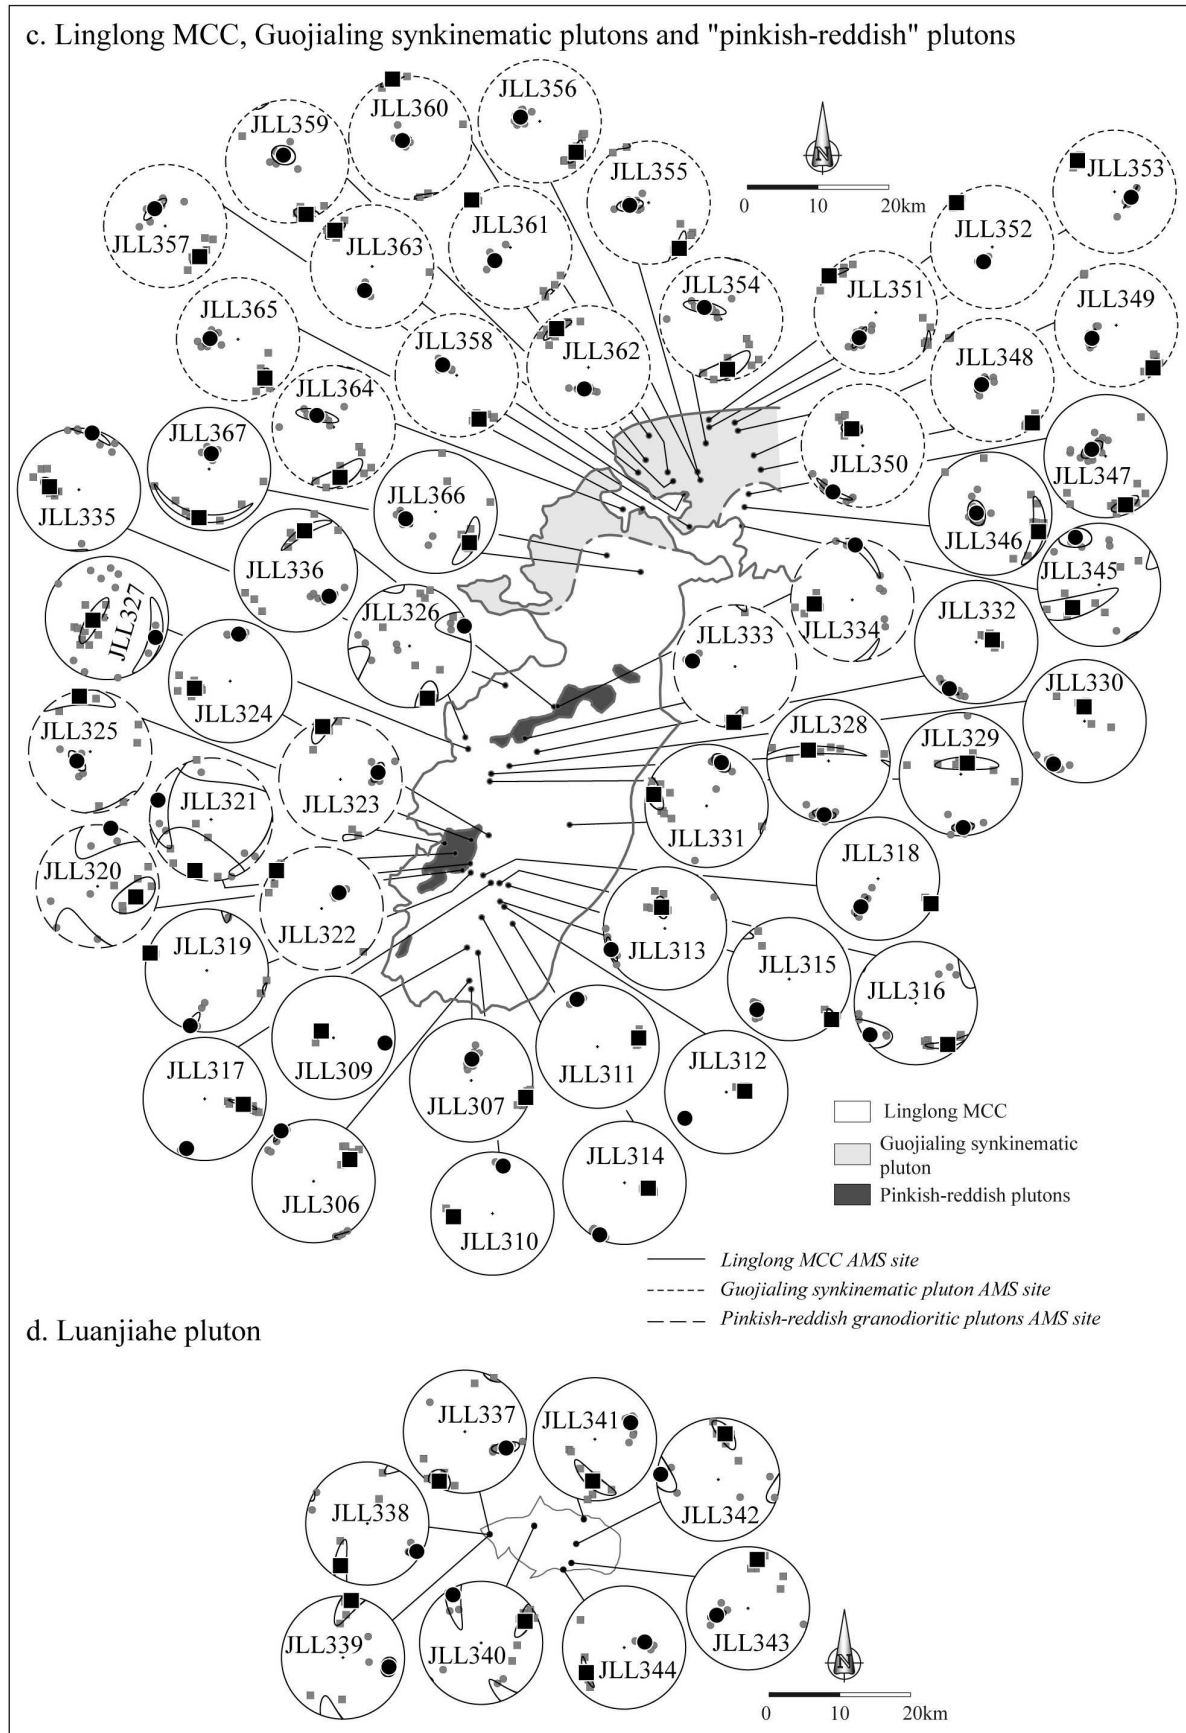 c. Linglong MCC, Guojialing synkinematic plutons and "pinkish-reddish" plutons
JLL356
JLL360
JLL359
JLL355
JLL353
JLL361
JLL352
JLL357
JLL363
JLL354
JLL351
JLL349
JLL365
JLL358
JLL362
JLL348
N
0 10 20km
JLL364
JLL367
JLL350
JLL347
JLL335
JLL366
JLL346
JLL336
JLL345
JLL326
JLL334
JLL332
JLL327
JLL333
JLL324
JLL330
JLL325
JLL328
JLL329
JLL321
JLL323
JLL331
JLL320
JLL318
JLL322
JLL319
JLL313
JLL315
JLL316
JLL317
JLL309
JLL311
JLL312
JLL307
JLL314
JLL306
JLL310
Linglong MCC
Guojialing synkinematic
pluton
Pinkish-reddish plutons
Linglong MCC AMS site
Guojialing synkinematic pluton AMS site
Pinkish-reddish granodioritic plutons AMS site
d. Luanjiahe pluton
JLL337
JLL341
JLL338
JLL342
JLL339
JLL340
JLL344
JLL343
N
0 10 20km